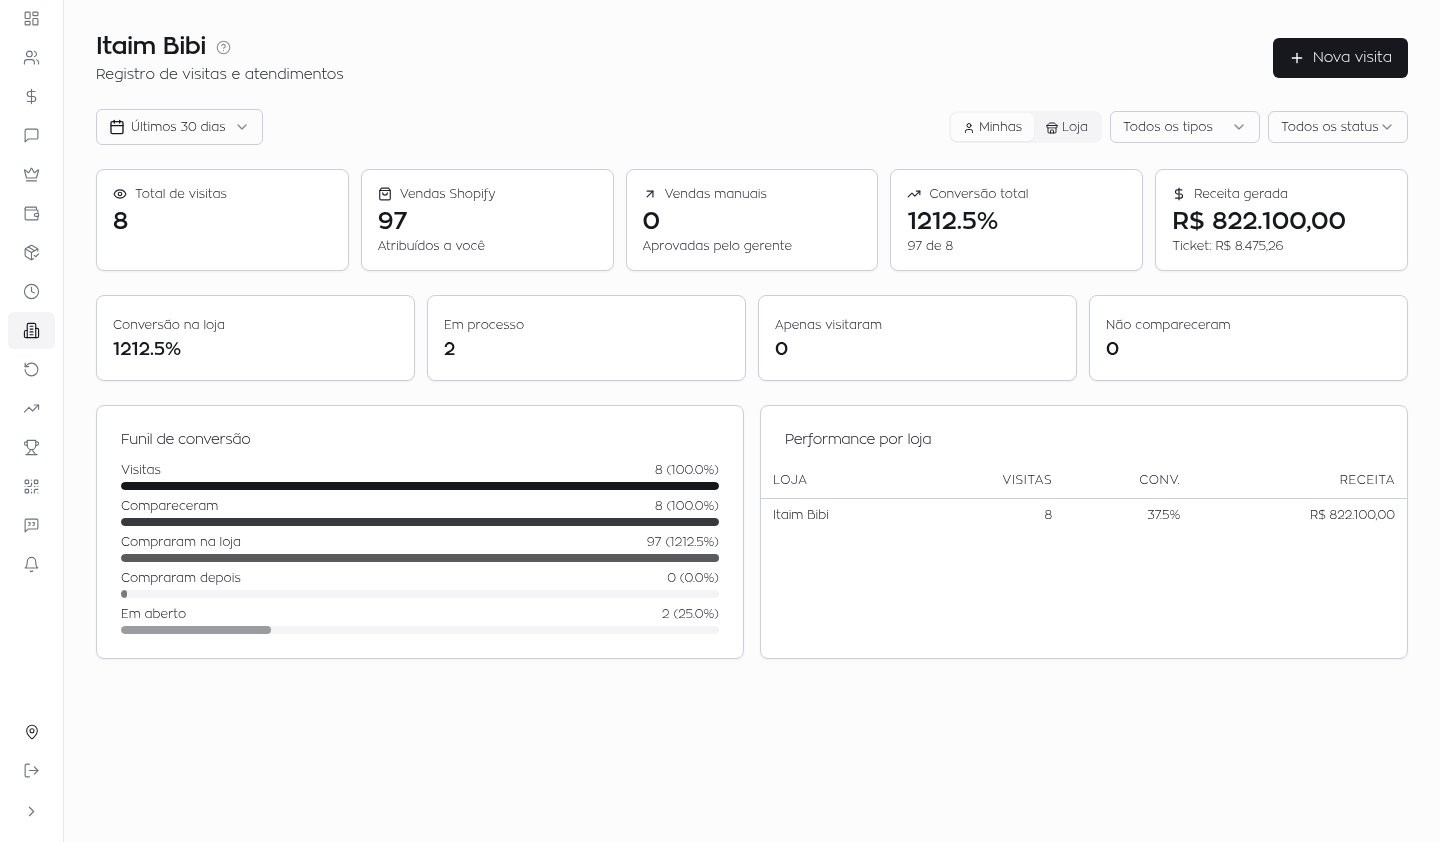 Itaim Bibi
Registro de visitas e atendimentos
Nova visita
Últimos 30 dias
Minhas
Loja
Todos os tipos
Todos os status
Total de visitas
8
Vendas Shopify
97
Atribuídos a você
Vendas manuais
0
Aprovadas pelo gerente
Conversão total
1212.5%
97 de 8
Receita gerada
R$ 822.100,00
Ticket: R$ 8.475,26
Conversão na loja
1212.5%
Em processo
2
Apenas visitaram
0
Não compareceram
0
Funil de conversão
Visitas 8 (100.0%)
Compareceram 8 (100.0%)
Compraram na loja 97 (1212.5%)
Compraram depois 0 (0.0%)
Em aberto 2 (25.0%)
Performance por loja
LOJA VISITAS CONV. RECEITA
Itaim Bibi 8 37.5% R$ 822.100,00